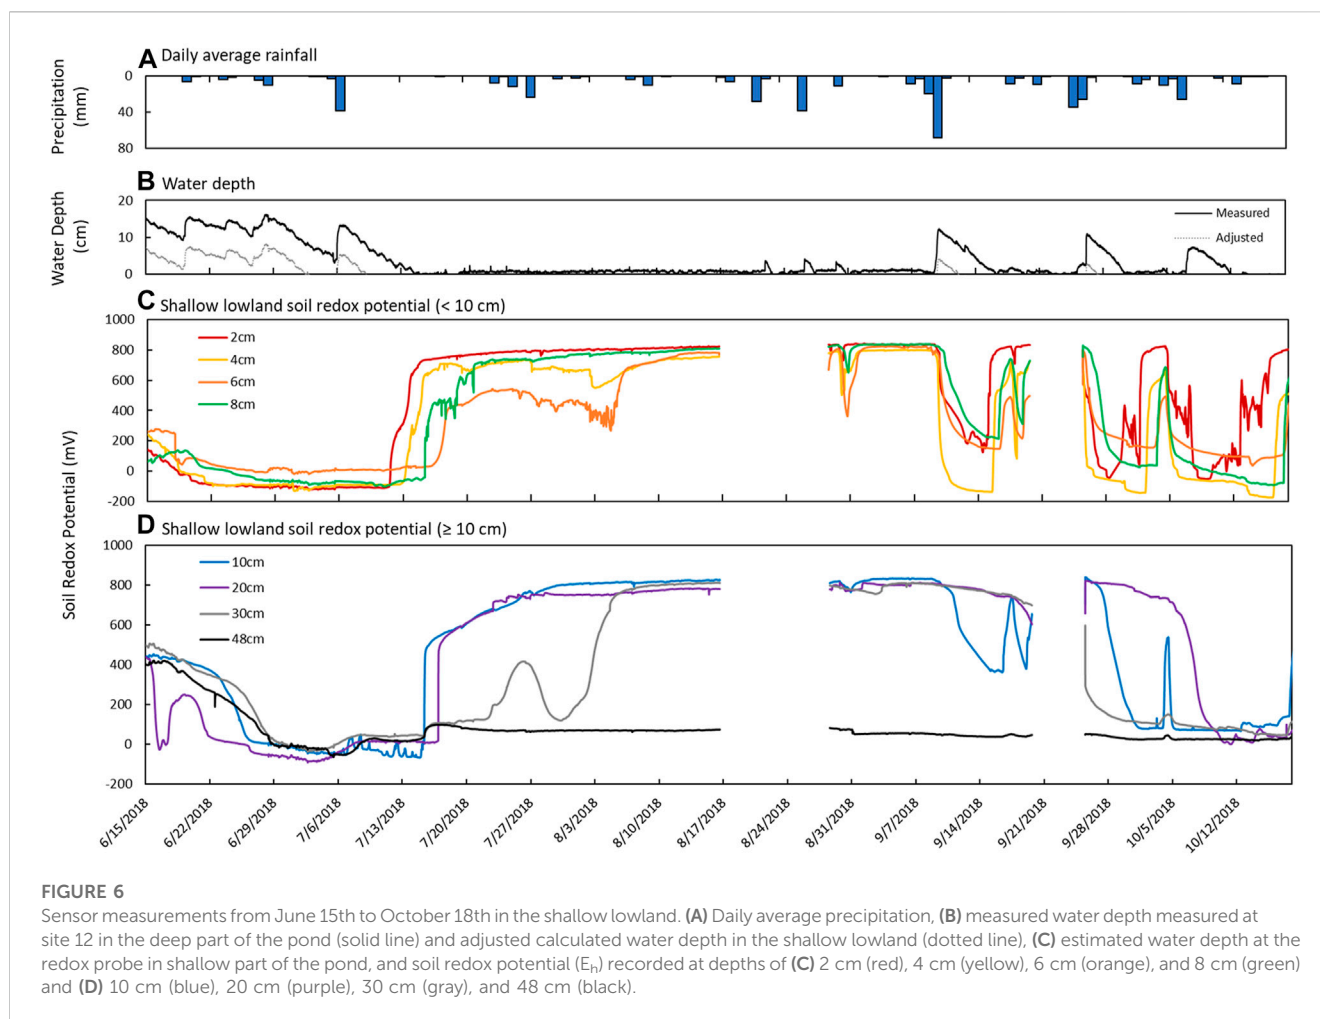 A Daily average rainfall
Precipitation
(mm)
0
40
80
B Water depth
Water Depth
(cm)
20
10
0
Measured
Adjusted
C Shallow lowland soil redox potential (< 10 cm)
Soil Redox Potential (mV)
1000
800
600
400
200
0
-200
2cm
4cm
6cm
8cm
D Shallow lowland soil redox potential (≥ 10 cm)
1000
800
600
400
200
0
-200
10cm
20cm
30cm
48cm
6/15/2018
6/22/2018
6/29/2018
7/6/2018
7/13/2018
7/20/2018
7/27/2018
8/3/2018
8/10/2018
8/17/2018
8/24/2018
8/31/2018
9/7/2018
9/14/2018
9/21/2018
9/28/2018
10/5/2018
10/12/2018
FIGURE 6
Sensor measurements from June 15th to October 18th in the shallow lowland. (A) Daily average precipitation, (B) measured water depth measured at
site 12 in the deep part of the pond (solid line) and adjusted calculated water depth in the shallow lowland (dotted line), (C) estimated water depth at the
redox probe in shallow part of the pond, and soil redox potential (Eh) recorded at depths of (C) 2 cm (red), 4 cm (yellow), 6 cm (orange), and 8 cm (green)
and (D) 10 cm (blue), 20 cm (purple), 30 cm (gray), and 48 cm (black).